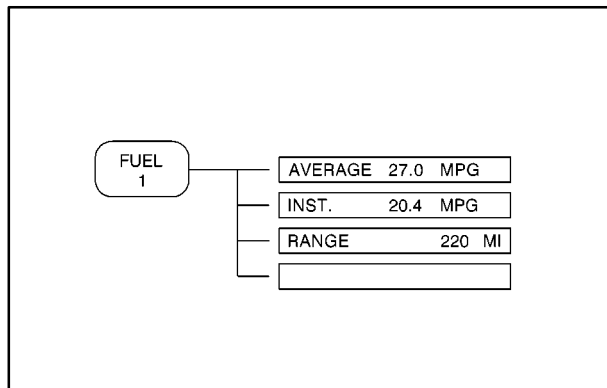 FUEL
1
AVERAGE 27.0 MPG
INST. 20.4 MPG
RANGE 220 MI